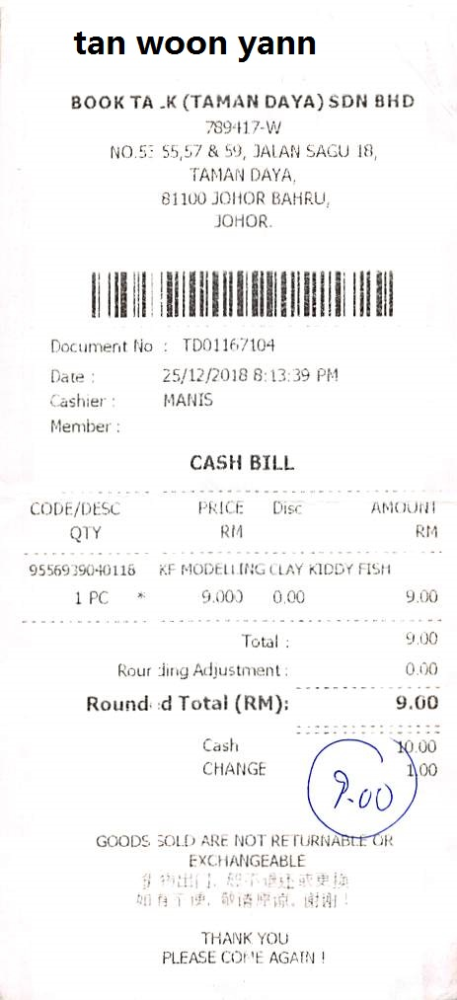 tan woon yann
BOOK TA .K (TAMAN DAYA) SDN BHD
789417-W
NO.5: 55,57 & 59, JALAN SAGU 18,
TAMAN DAYA,
81100 JOHOR BAHRU,
JOHOR.
Document No : TD01167104
Date : 25/12/2018 8:13:39 PM
Cashier : MANIS
Member :
CASH BILL
CODE/DESC PRICE Disc AMOUNT
QTY RM RM
9556939040116 KF MODELLING CLAY KIDDY FISH
1 PC * 9.000 0.00 9.00
Total : 9.00
Rounding Adjustment : 0.00
Rounded Total (RM): 9.00
Cash 10.00
CHANGE 1.00
9.00
GOODS SOLD ARE NOT RETURNABLE OR
EXCHANGEABLE
货物出门,恕不退还或更换
如有不便,敬请原谅,谢谢!
THANK YOU
PLEASE COME AGAIN !